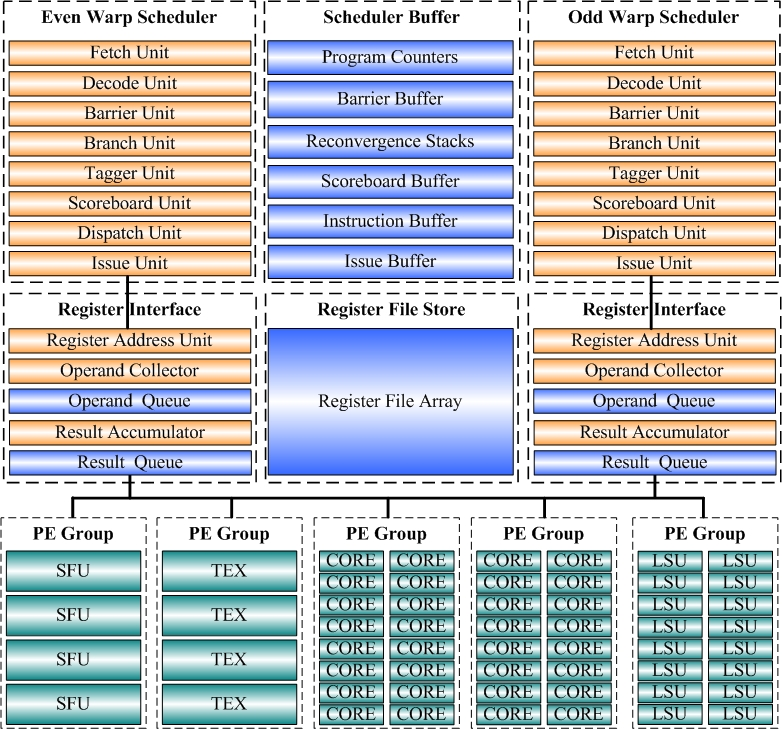 Even Warp Scheduler
Fetch Unit
Decode Unit
Barrier Unit
Branch Unit
Tagger Unit
Scoreboard Unit
Dispatch Unit
Issue Unit
Scheduler Buffer
Program Counters
Barrier Buffer
Reconvergence Stacks
Scoreboard Buffer
Instruction Buffer
Issue Buffer
Odd Warp Scheduler
Fetch Unit
Decode Unit
Barrier Unit
Branch Unit
Tagger Unit
Scoreboard Unit
Dispatch Unit
Issue Unit
Register Interface
Register Address Unit
Operand Collector
Operand Queue
Result Accumulator
Result Queue
Register File Store
Register File Array
Register Interface
Register Address Unit
Operand Collector
Operand Queue
Result Accumulator
Result Queue
PE Group
SFU
SFU
SFU
SFU
PE Group
TEX
TEX
TEX
TEX
PE Group
CORE CORE
CORE CORE
CORE CORE
CORE CORE
CORE CORE
CORE CORE
CORE CORE
CORE CORE
PE Group
CORE CORE
CORE CORE
CORE CORE
CORE CORE
CORE CORE
CORE CORE
CORE CORE
CORE CORE
PE Group
LSU LSU
LSU LSU
LSU LSU
LSU LSU
LSU LSU
LSU LSU
LSU LSU
LSU LSU